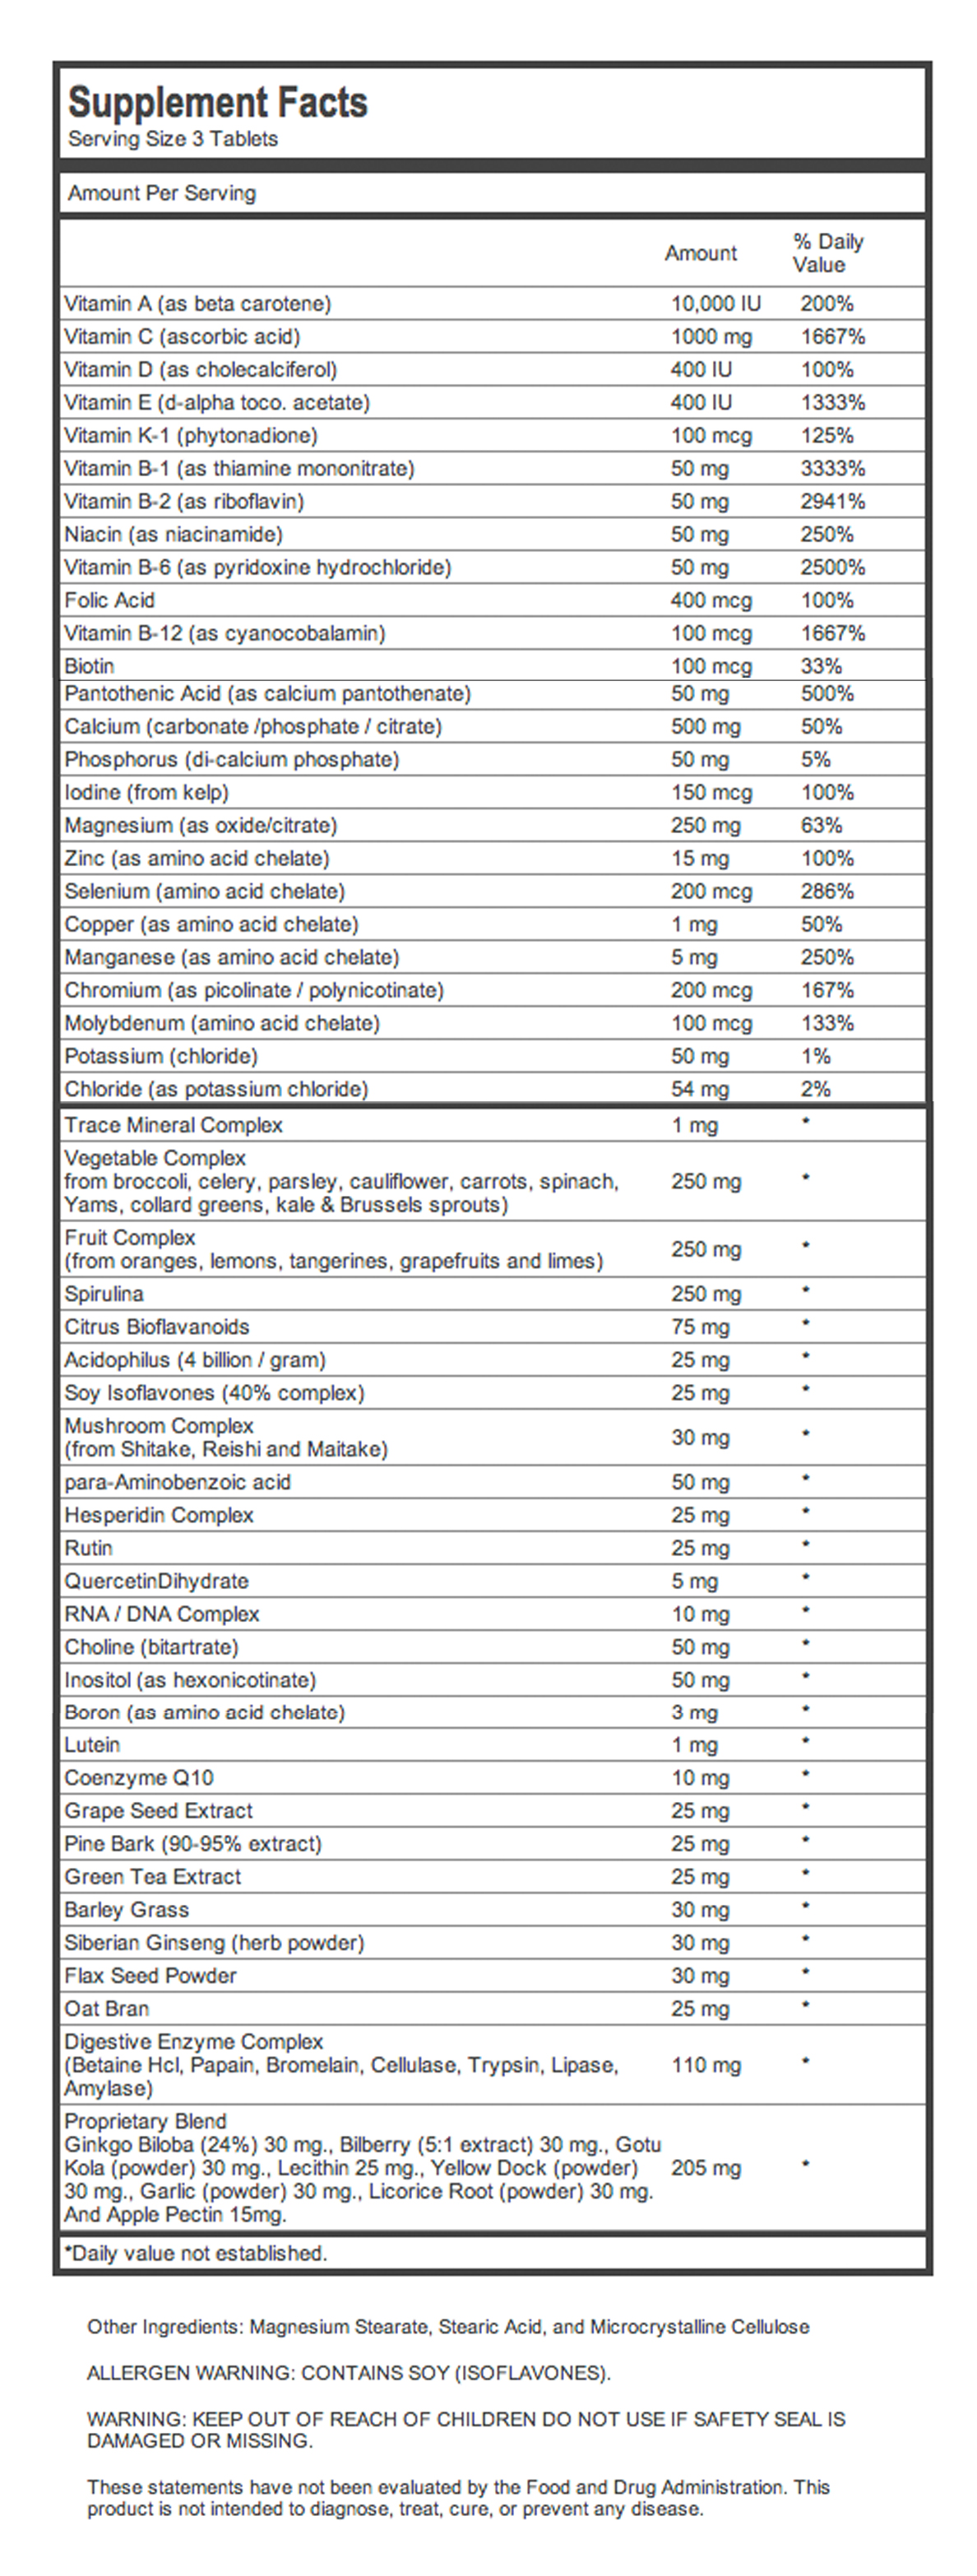 Supplement Facts
Serving Size 3 Tablets
Amount Per Serving
Amount % Daily Value
Vitamin A (as beta carotene) 10,000 IU 200%
Vitamin C (ascorbic acid) 1000 mg 1667%
Vitamin D (as cholecalciferol) 400 IU 100%
Vitamin E (d-alpha toco. acetate) 400 IU 1333%
Vitamin K-1 (phytonadione) 100 mcg 125%
Vitamin B-1 (as thiamine mononitrate) 50 mg 3333%
Vitamin B-2 (as riboflavin) 50 mg 2941%
Niacin (as niacinamide) 50 mg 250%
Vitamin B-6 (as pyridoxine hydrochloride) 50 mg 2500%
Folic Acid 400 mcg 100%
Vitamin B-12 (as cyanocobalamin) 100 mcg 1667%
Biotin 100 mcg 33%
Pantothenic Acid (as calcium pantothenate) 50 mg 500%
Calcium (carbonate /phosphate / citrate) 500 mg 50%
Phosphorus (di-calcium phosphate) 50 mg 5%
Iodine (from kelp) 150 mcg 100%
Magnesium (as oxide/citrate) 250 mg 63%
Zinc (as amino acid chelate) 15 mg 100%
Selenium (amino acid chelate) 200 mcg 286%
Copper (as amino acid chelate) 1 mg 50%
Manganese (as amino acid chelate) 5 mg 250%
Chromium (as picolinate / polynicotinate) 200 mcg 167%
Molybdenum (amino acid chelate) 100 mcg 133%
Potassium (chloride) 50 mg 1%
Chloride (as potassium chloride) 54 mg 2%
Trace Mineral Complex 1 mg *
Vegetable Complex
from broccoli, celery, parsley, cauliflower, carrots, spinach, 250 mg *
Yams, collard greens, kale & Brussels sprouts)
Fruit Complex
(from oranges, lemons, tangerines, grapefruits and limes) 250 mg *
Spirulina 250 mg *
Citrus Bioflavanoids 75 mg *
Acidophilus (4 billion / gram) 25 mg *
Soy Isoflavones (40% complex) 25 mg *
Mushroom Complex
(from Shitake, Reishi and Maitake) 30 mg *
para-Aminobenzoic acid 50 mg *
Hesperidin Complex 25 mg *
Rutin 25 mg *
QuercetinDihydrate 5 mg *
RNA / DNA Complex 10 mg *
Choline (bitartrate) 50 mg *
Inositol (as hexonicotinate) 50 mg *
Boron (as amino acid chelate) 3 mg *
Lutein 1 mg *
Coenzyme Q10 10 mg *
Grape Seed Extract 25 mg *
Pine Bark (90-95% extract) 25 mg *
Green Tea Extract 25 mg *
Barley Grass 30 mg *
Siberian Ginseng (herb powder) 30 mg *
Flax Seed Powder 30 mg *
Oat Bran 25 mg *
Digestive Enzyme Complex
(Betaine Hcl, Papain, Bromelain, Cellulase, Trypsin, Lipase, 110 mg *
Amylase)
Proprietary Blend
Ginkgo Biloba (24%) 30 mg., Bilberry (5:1 extract) 30 mg., Gotu
Kola (powder) 30 mg., Lecithin 25 mg., Yellow Dock (powder) 205 mg *
30 mg., Garlic (powder) 30 mg., Licorice Root (powder) 30 mg.
And Apple Pectin 15mg.
*Daily value not established.
Other Ingredients: Magnesium Stearate, Stearic Acid, and Microcrystalline Cellulose
ALLERGEN WARNING: CONTAINS SOY (ISOFLAVONES).
WARNING: KEEP OUT OF REACH OF CHILDREN DO NOT USE IF SAFETY SEAL IS
DAMAGED OR MISSING.
These statements have not been evaluated by the Food and Drug Administration. This
product is not intended to diagnose, treat, cure, or prevent any disease.